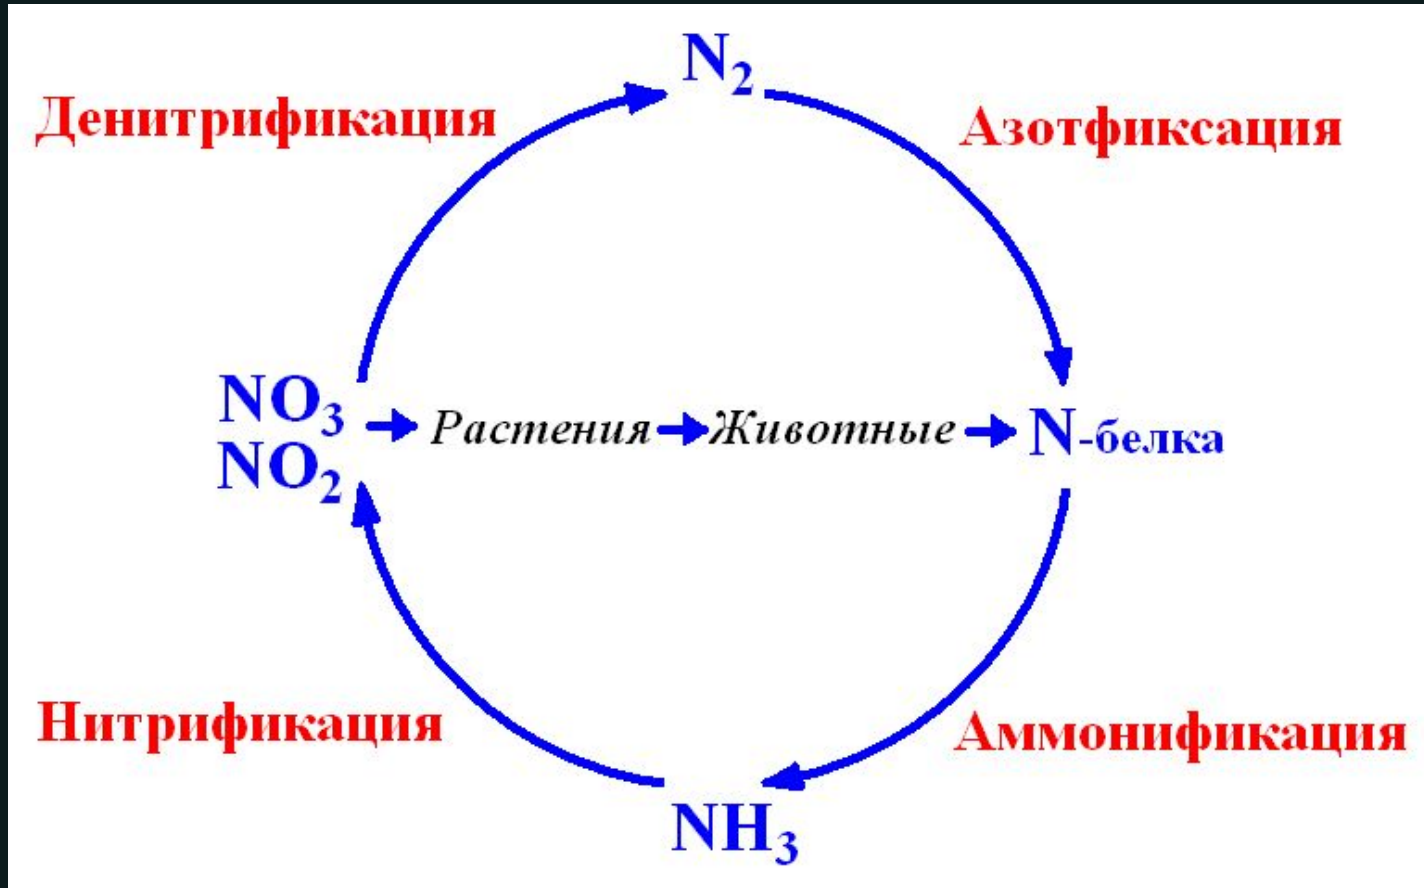 N₂
Денитрификация
Азотфиксация
NO₃
NO₂
Растения
Животные
N-белка
Нитрификация
Аммонификация
NH₃